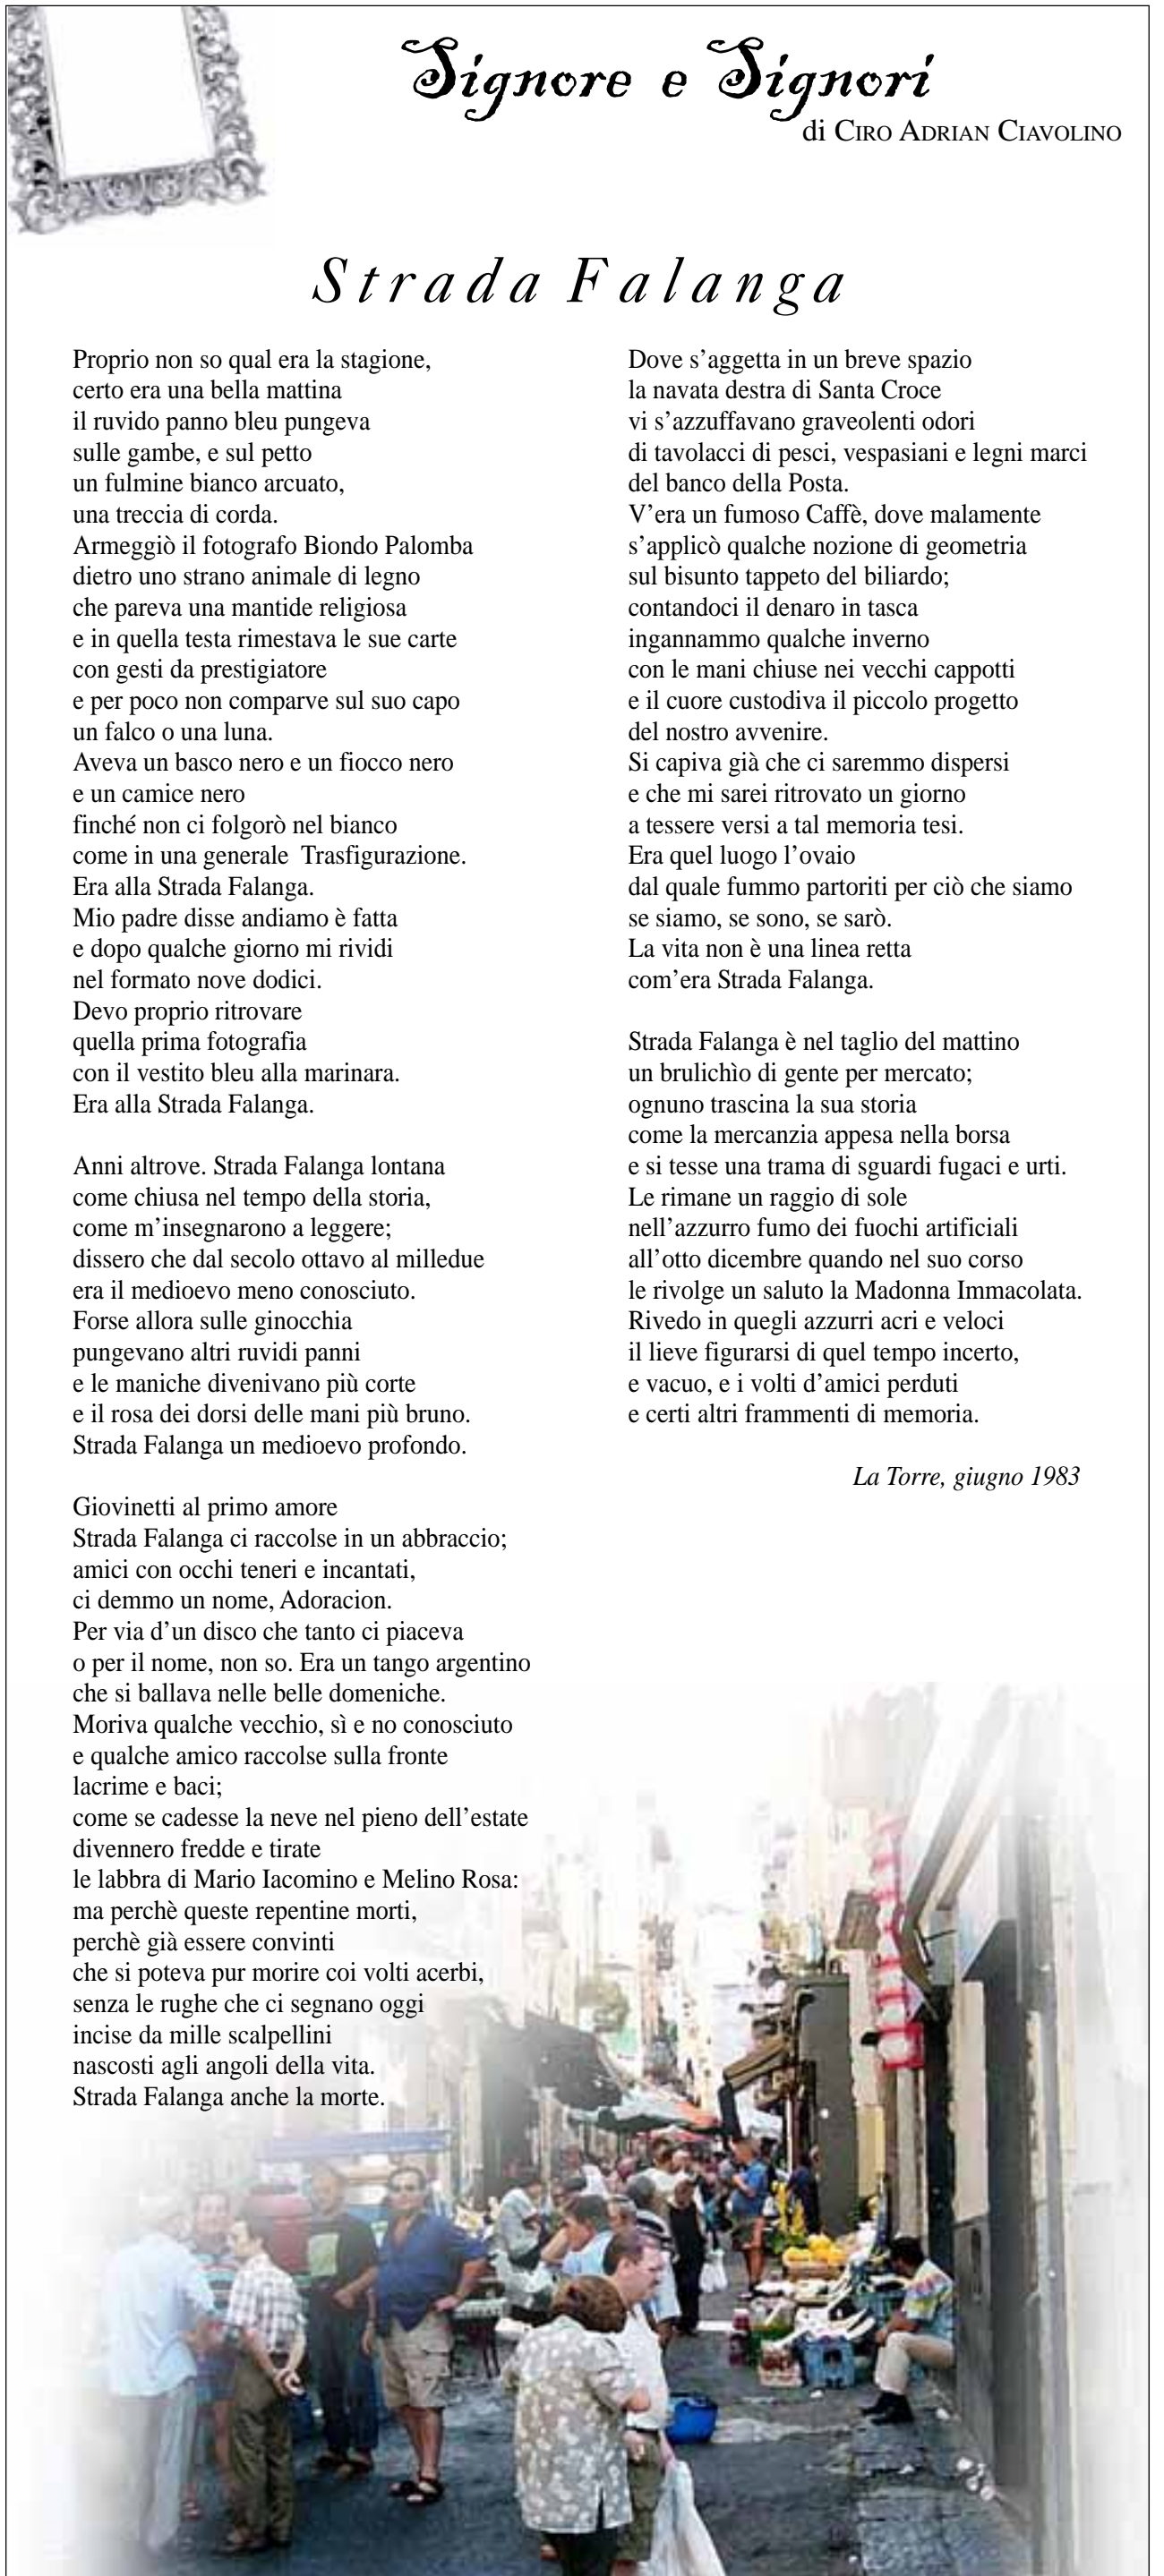 Signore e Signori
di CIRO ADRIAN CIAVOLINO
Strada Falanga
Proprio non so qual era la stagione,
certo era una bella mattina
il ruvido panno bleu pungeva
sulle gambe, e sul petto
un fulmine bianco arcuato,
una treccia di corda.
Armeggiò il fotografo Biondo Palomba
dietro uno strano animale di legno
che pareva una mantide religiosa
e in quella testa rimestava le sue carte
con gesti da prestigiatore
e per poco non comparve sul suo capo
un falco o una luna.
Aveva un basco nero e un fiocco nero
e un camice nero
finché non ci folgorò nel bianco
come in una generale Trasfigurazione.
Era alla Strada Falanga.
Mio padre disse andiamo è fatta
e dopo qualche giorno mi rividi
nel formato nove dodici.
Devo proprio ritrovare
quella prima fotografia
con il vestito bleu alla marinara.
Era alla Strada Falanga.

Anni altrove. Strada Falanga lontana
come chiusa nel tempo della storia,
come m'insegnarono a leggere;
dissero che dal secolo ottavo al milledue
era il medioevo meno conosciuto.
Forse allora sulle ginocchia
pungevano altri ruvidi panni
e le maniche divenivano più corte
e il rosa dei dorsi delle mani più bruno.
Strada Falanga un medioevo profondo.

Giovinetti al primo amore
Strada Falanga ci raccolse in un abbraccio;
amici con occhi teneri e incantati,
ci demmo un nome, Adoracion.
Per via d'un disco che tanto ci piaceva
o per il nome, non so. Era un tango argentino
che si ballava nelle belle domeniche.
Moriva qualche vecchio, sì e no conosciuto
e qualche amico raccolse sulla fronte
lacrime e baci;
come se cadesse la neve nel pieno dell'estate
divennero fredde e tirate
le labbra di Mario Iacomino e Melino Rosa:
ma perchè queste repentine morti,
perchè già essere convinti
che si poteva pur morire coi volti acerbi,
senza le rughe che ci segnano oggi
incise da mille scalpellini
nascosti agli angoli della vita.
Strada Falanga anche la morte.

Dove s'aggetta in un breve spazio
la navata destra di Santa Croce
vi s'azzuffavano graveolenti odori
di tavolacci di pesci, vespasiani e legni marci
del banco della Posta.
V'era un fumoso Caffè, dove malamente
s'applicò qualche nozione di geometria
sul bisunto tappeto del biliardo;
contandoci il denaro in tasca
ingannammo qualche inverno
con le mani chiuse nei vecchi cappotti
e il cuore custodiva il piccolo progetto
del nostro avvenire.
Si capiva già che ci saremmo dispersi
e che mi sarei ritrovato un giorno
a tessere versi a tal memoria tesi.
Era quel luogo l'ovaio
dal quale fummo partoriti per ciò che siamo
se siamo, se sono, se sarò.
La vita non è una linea retta
com'era Strada Falanga.

Strada Falanga è nel taglio del mattino
un brulichìo di gente per mercato;
ognuno trascina la sua storia
come la mercanzia appesa nella borsa
e si tesse una trama di sguardi fugaci e urti.
Le rimane un raggio di sole
nell'azzurro fumo dei fuochi artificiali
all'otto dicembre quando nel suo corso
le rivolge un saluto la Madonna Immacolata.
Rivedo in quegli azzurri acri e veloci
il lieve figurarsi di quel tempo incerto,
e vacuo, e i volti d'amici perduti
e certi altri frammenti di memoria.

La Torre, giugno 1983